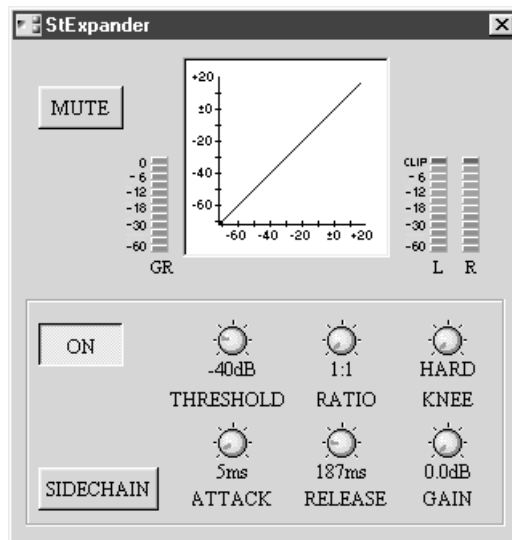 StExpander
MUTE
+20
±0
-20
-40
-60
-60 -40 -20 ±0 +20
0
-6
-12
-18
-30
-60
GR
CLIP
-6
-12
-18
-30
-60
L R
ON
-40dB 1:1 HARD
THRESHOLD RATIO KNEE
5ms 187ms 0.0dB
SIDECHAIN
ATTACK RELEASE GAIN